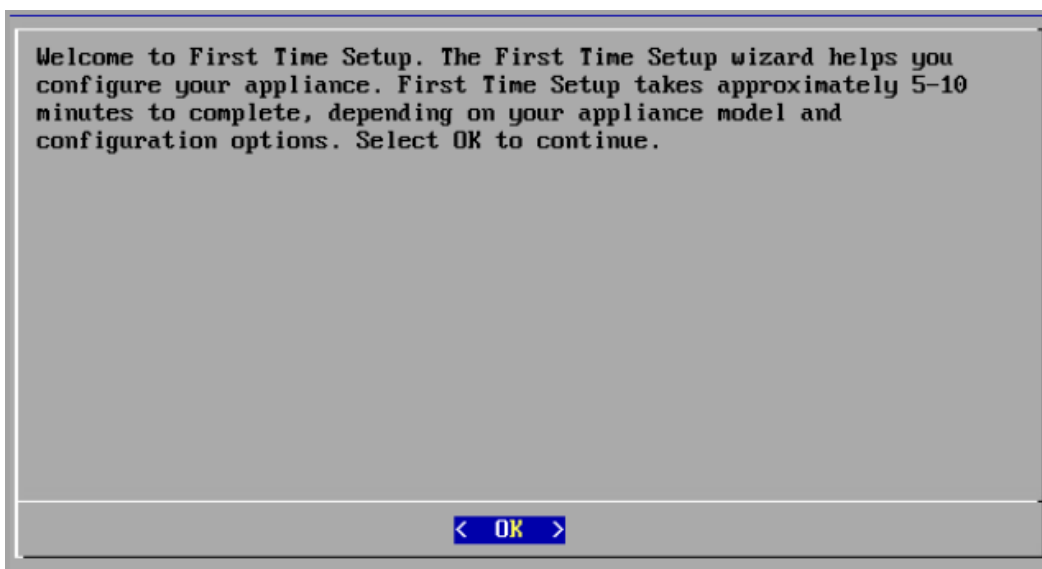 Welcome to First Time Setup. The First Time Setup wizard helps you
configure your appliance. First Time Setup takes approximately 5-10
minutes to complete, depending on your appliance model and
configuration options. Select OK to continue.
< OK >